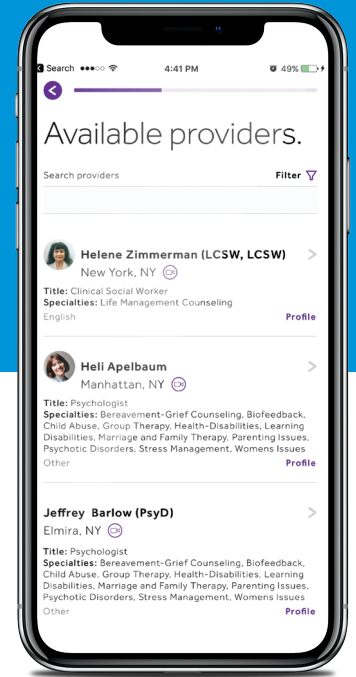 Search
4:41 PM
49%
Available providers.
Search providers
Filter
Helene Zimmerman (LCSW, LCSW)
New York, NY
Title: Clinical Social Worker
Specialties: Life Management Counseling
English
Profile
Heli Apelbaum
Manhattan, NY
Title: Psychologist
Specialties: Bereavement-Grief Counseling, Biofeedback,
Child Abuse, Group Therapy, Health-Disabilities, Learning
Disabilities, Marriage and Family Therapy, Parenting Issues,
Psychotic Disorders, Stress Management, Womens Issues
Other
Profile
Jeffrey Barlow (PsyD)
Elmira, NY
Title: Psychologist
Specialties: Bereavement-Grief Counseling, Biofeedback,
Child Abuse, Group Therapy, Health-Disabilities, Learning
Disabilities, Marriage and Family Therapy, Parenting Issues,
Psychotic Disorders, Stress Management, Womens Issues
Other
Profile